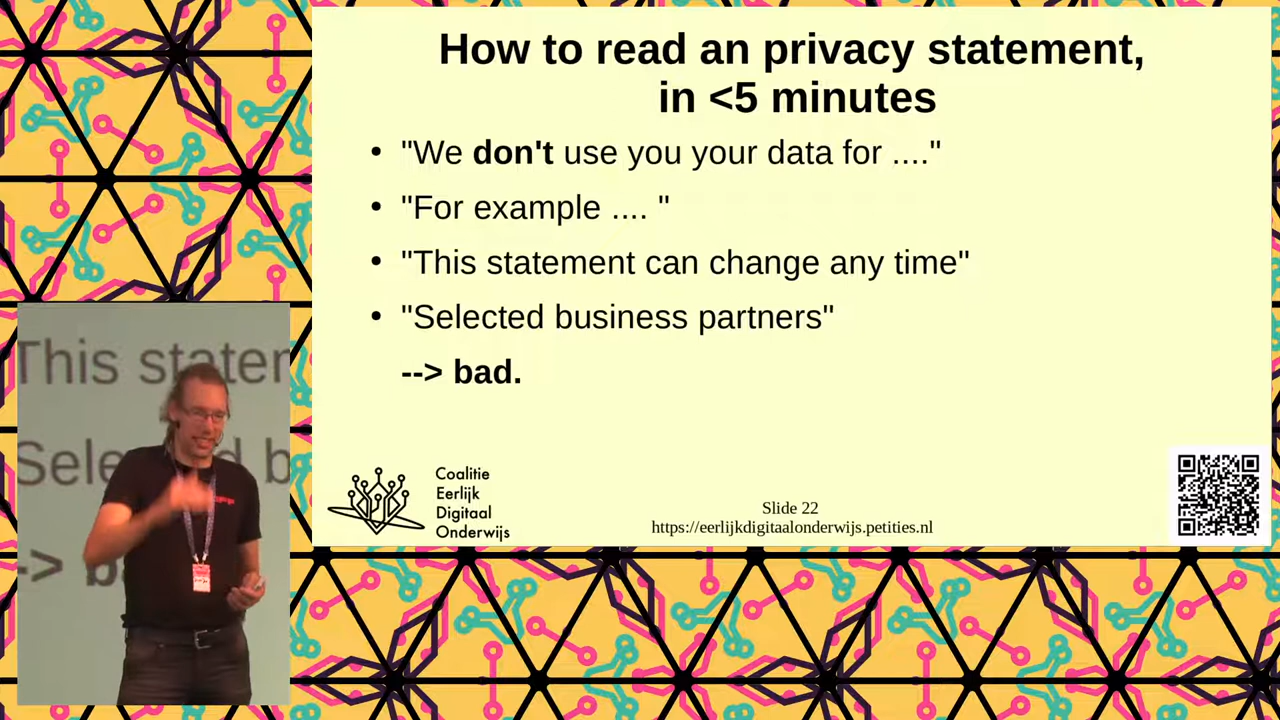 How to read an privacy statement,
in <5 minutes
• "We don't use you your data for ...."
• "For example .... "
• "This statement can change any time"
• "Selected business partners"
--> bad.
Coalitie
Eerlijk
Digitaal
Onderwijs
Slide 22
https://eerlijkdigitaalonderwijs.petities.nl
This statem
Sele d b
-> b